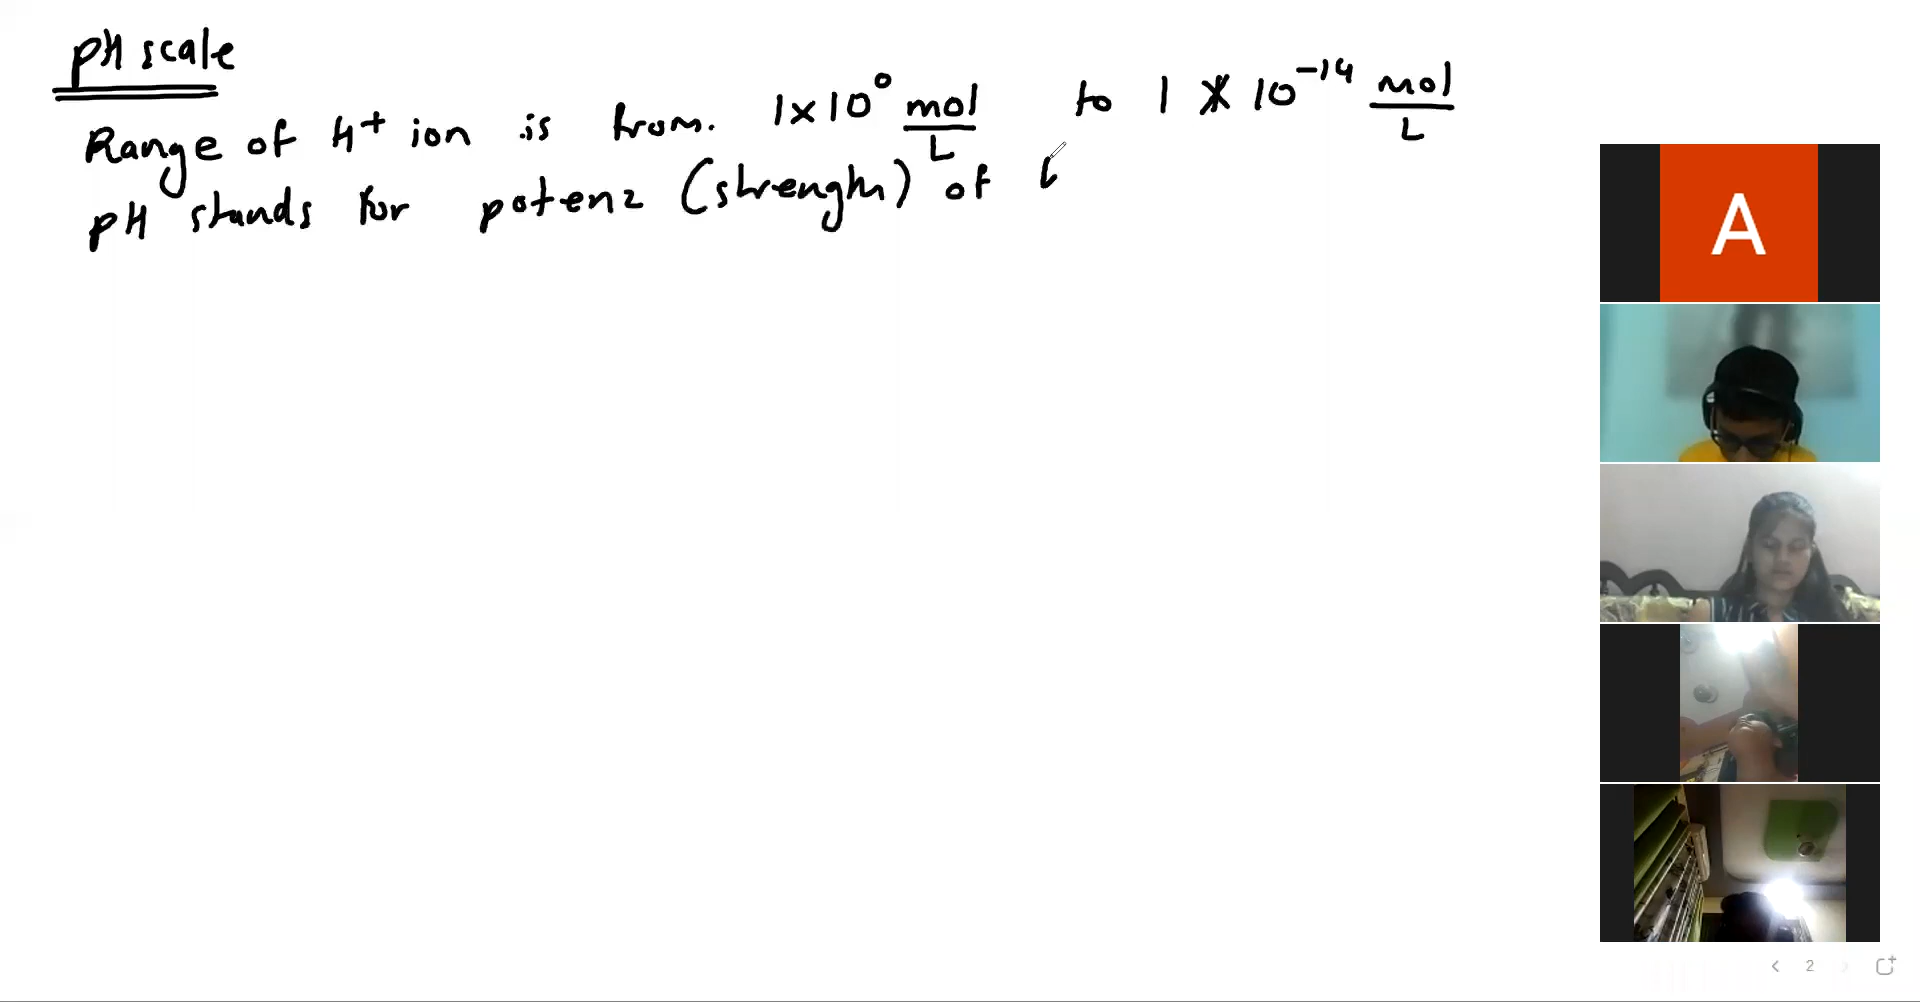 pH scale
Range of H⁺ ion is from. 1×10⁰ mol/L to 1 × 10⁻¹⁴ mol/L
pH stands for potenz (strength) of
A
2